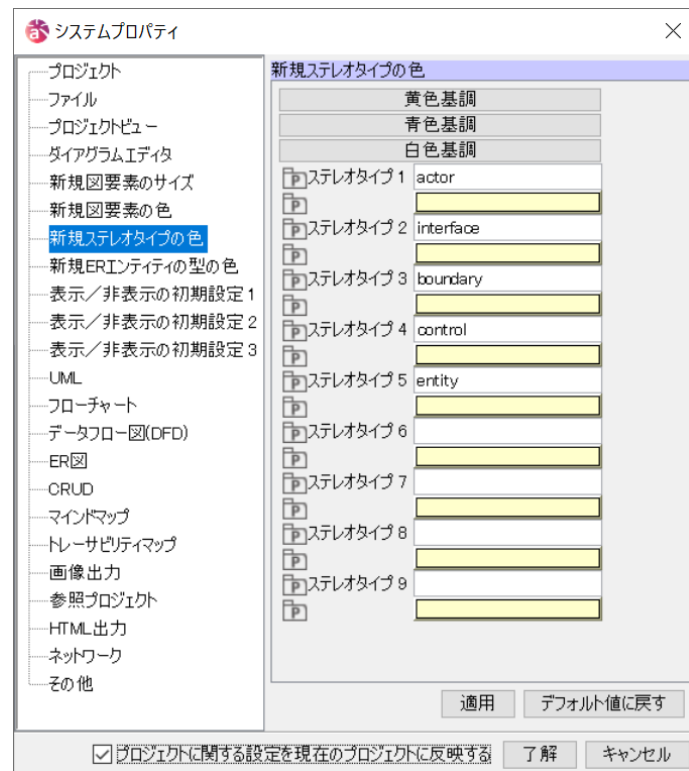 システムプロパティ
プロジェクト
ファイル
プロジェクトビュー
ダイアグラムエディタ
新規図要素のサイズ
新規図要素の色
新規ステレオタイプの色
新規ERエンティティの型の色
表示／非表示の初期設定1
表示／非表示の初期設定2
表示／非表示の初期設定3
UML
フローチャート
データフロー図(DFD)
ER図
CRUD
マインドマップ
トレーサビリティマップ
画像出力
参照プロジェクト
HTML出力
ネットワーク
その他
新規ステレオタイプの色
黄色基調
青色基調
白色基調
ステレオタイプ1 actor
ステレオタイプ2 interface
ステレオタイプ3 boundary
ステレオタイプ4 control
ステレオタイプ5 entity
ステレオタイプ6
ステレオタイプ7
ステレオタイプ8
ステレオタイプ9
適用 デフォルト値に戻す
プロジェクトに関する設定を現在のプロジェクトに反映する 了解 キャンセル